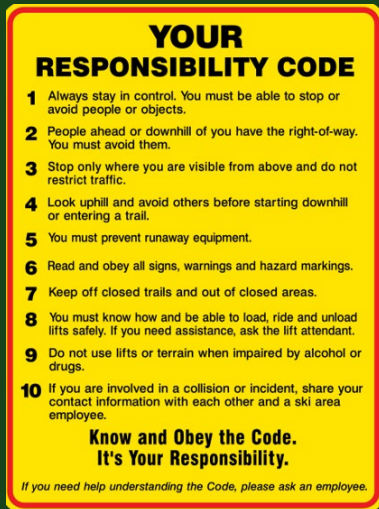 YOUR
RESPONSIBILITY CODE
1 Always stay in control. You must be able to stop or
avoid people or objects.
2 People ahead or downhill of you have the right-of-way.
You must avoid them.
3 Stop only where you are visible from above and do not
restrict traffic.
4 Look uphill and avoid others before starting downhill
or entering a trail.
5 You must prevent runaway equipment.
6 Read and obey all signs, warnings and hazard markings.
7 Keep off closed trails and out of closed areas.
8 You must know how and be able to load, ride and unload
lifts safely. If you need assistance, ask the lift attendant.
9 Do not use lifts or terrain when impaired by alcohol or
drugs.
10 If you are involved in a collision or incident, share your
contact information with each other and a ski area
employee.
Know and Obey the Code.
It's Your Responsibility.
If you need help understanding the Code, please ask an employee.